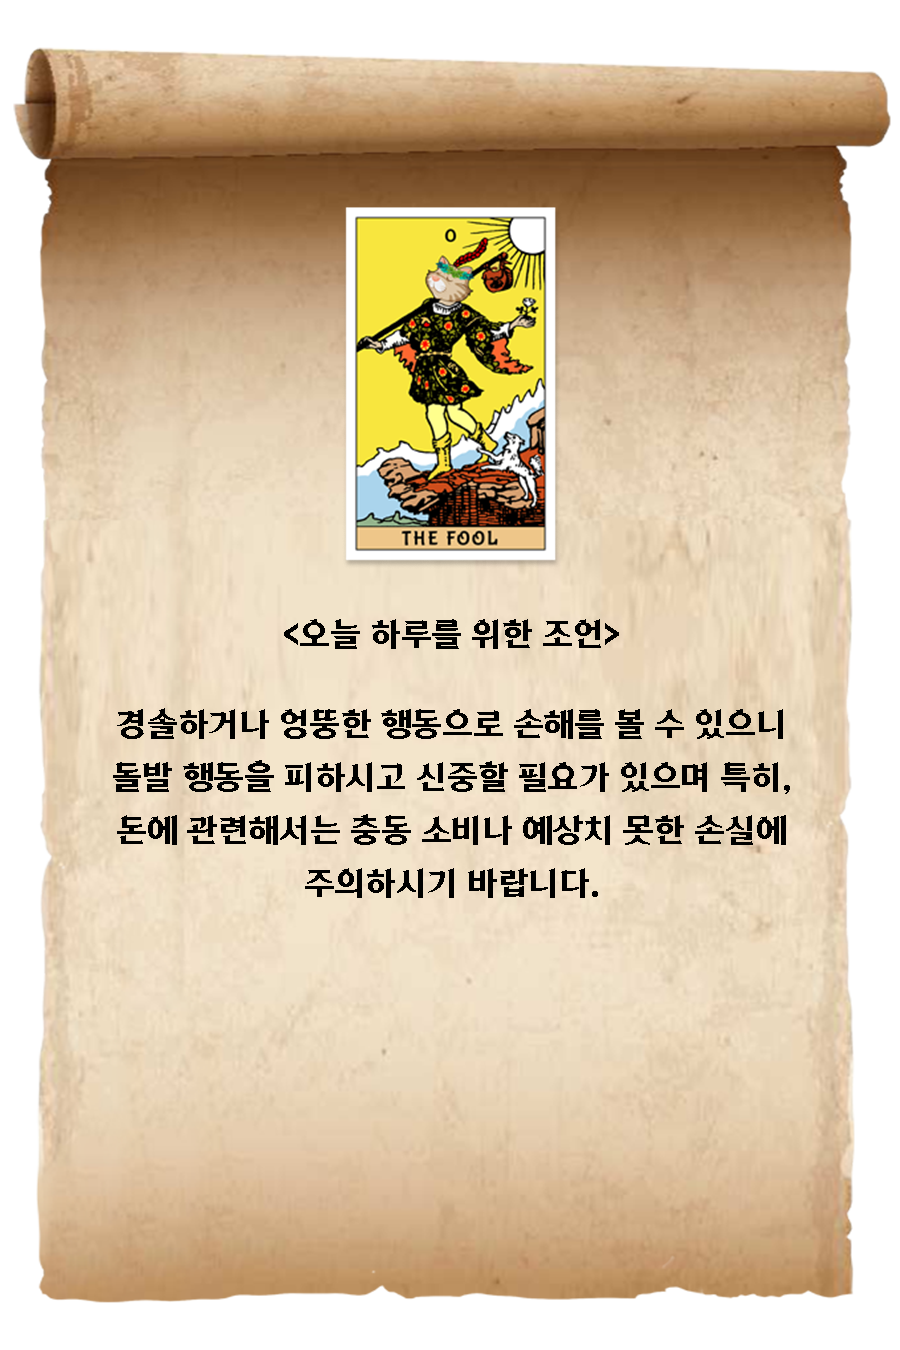 0
THE FOOL
<오늘 하루를 위한 조언>
경솔하거나 엉뚱한 행동으로 손해를 볼 수 있으니
돌발 행동을 피하시고 신중할 필요가 있으며 특히,
돈에 관련해서는 충동 소비나 예상치 못한 손실에
주의하시기 바랍니다.